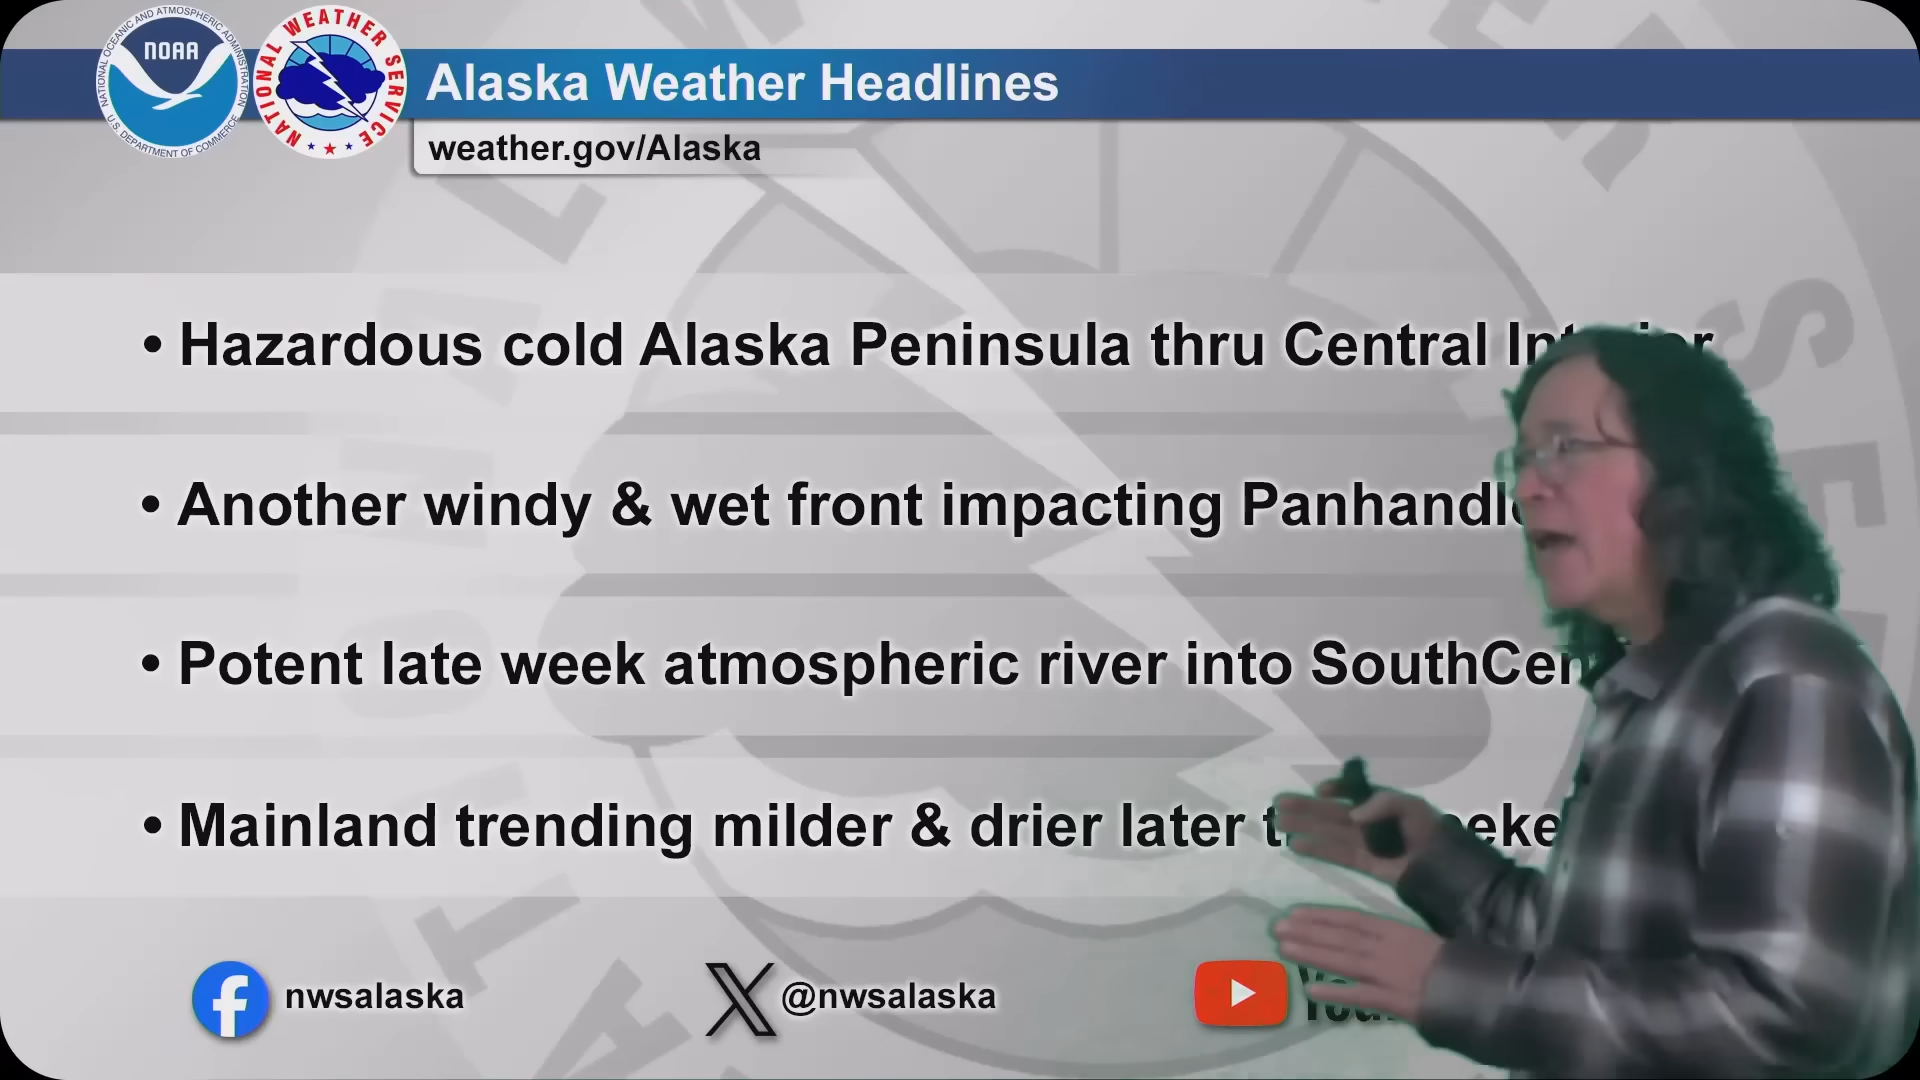 NOAA
NATIONAL OCEANIC AND ATMOSPHERIC ADMINISTRATION
U.S. DEPARTMENT OF COMMERCE
NATIONAL WEATHER SERVICE
Alaska Weather Headlines
weather.gov/Alaska
• Hazardous cold Alaska Peninsula thru Central Interior
• Another windy & wet front impacting Panhandle
• Potent late week atmospheric river into SouthCen
• Mainland trending milder & drier later
nwsalaska
@nwsalaska